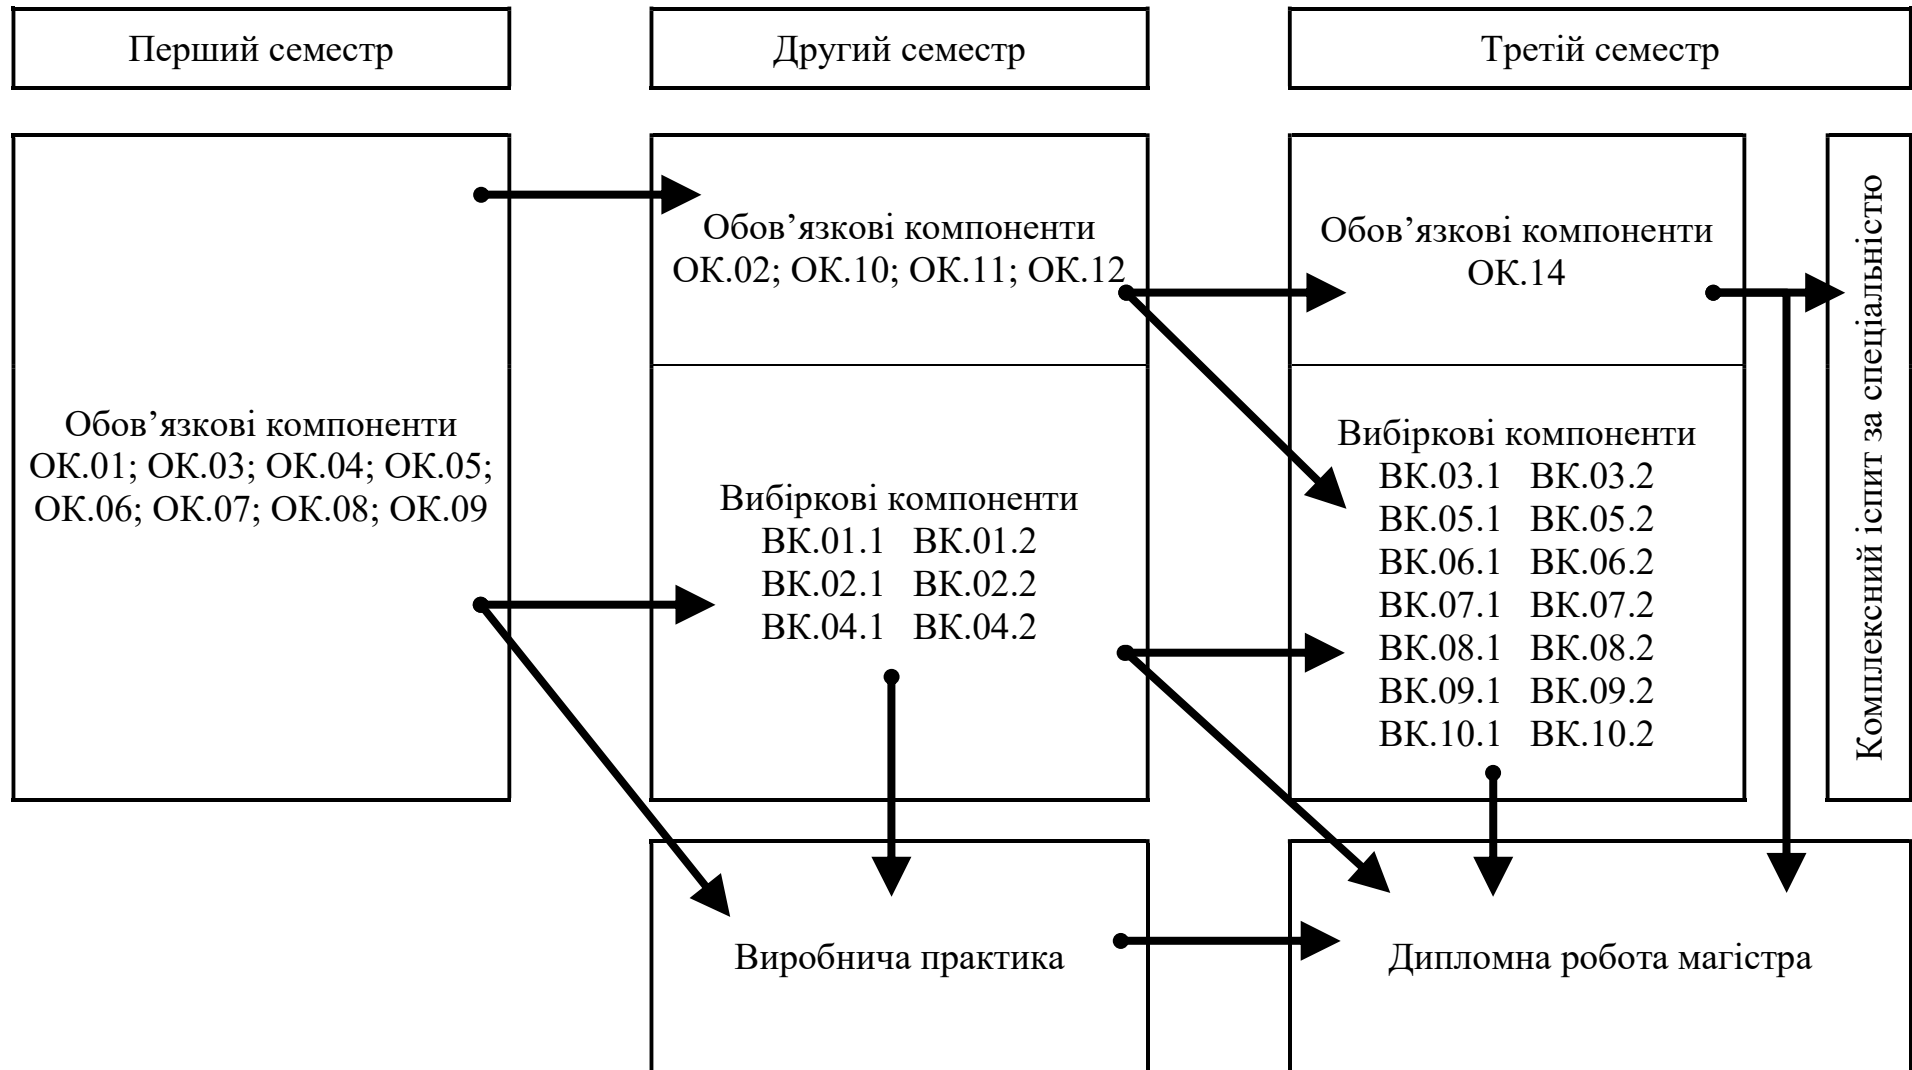 Перший семестр
Другий семестр
Третій семестр
Обов’язкові компоненти
ОК.01; ОК.03; ОК.04; ОК.05;
ОК.06; ОК.07; ОК.08; ОК.09
Обов’язкові компоненти
ОК.02; ОК.10; ОК.11; ОК.12
Вибіркові компоненти
ВК.01.1 ВК.01.2
ВК.02.1 ВК.02.2
ВК.04.1 ВК.04.2
Обов’язкові компоненти
ОК.14
Вибіркові компоненти
ВК.03.1 ВК.03.2
ВК.05.1 ВК.05.2
ВК.06.1 ВК.06.2
ВК.07.1 ВК.07.2
ВК.08.1 ВК.08.2
ВК.09.1 ВК.09.2
ВК.10.1 ВК.10.2
Комплексний іспит за спеціальністю
Виробнича практика
Дипломна робота магістра